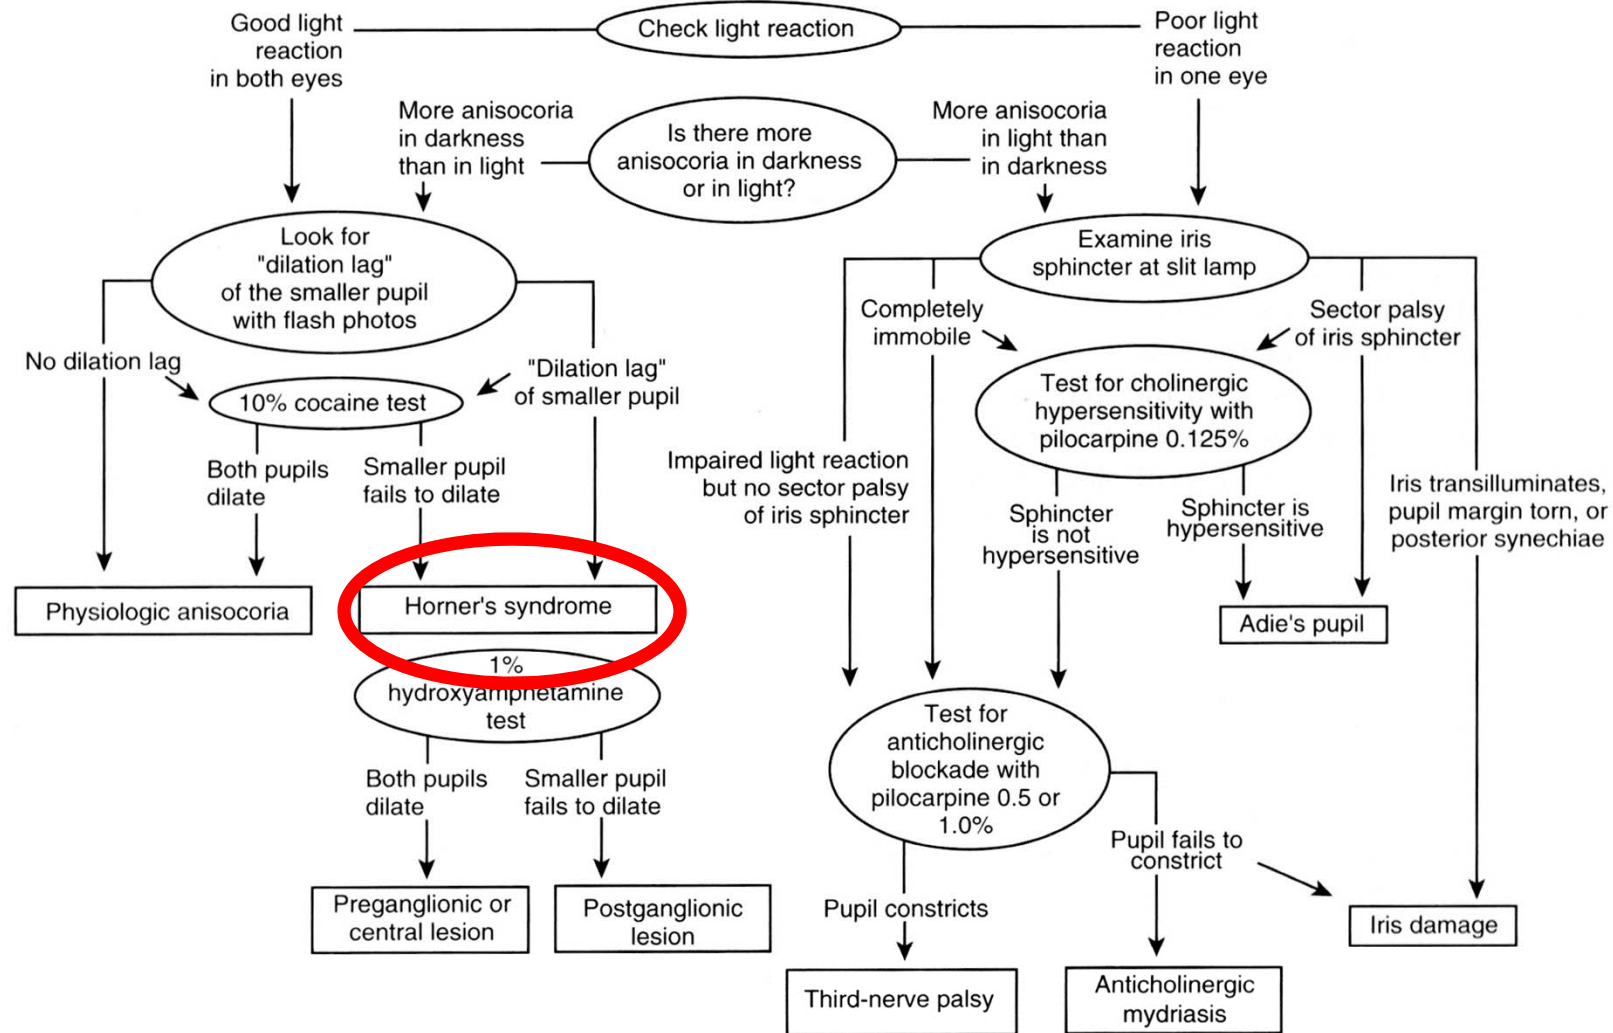 Good light
reaction
in both eyes
Check light reaction
Poor light
reaction
in one eye
More anisocoria
in darkness
than in light
Is there more
anisocoria in darkness
or in light?
More anisocoria
in light than
in darkness
Look for
"dilation lag"
of the smaller pupil
with flash photos
Examine iris
sphincter at slit lamp
No dilation lag
10% cocaine test
"Dilation lag"
of smaller pupil
Completely
immobile
Sector palsy
of iris sphincter
Test for cholinergic
hypersensitivity with
pilocarpine 0.125%
Both pupils
dilate
Smaller pupil
fails to dilate
Impaired light reaction
but no sector palsy
of iris sphincter
Sphincter
is not
hypersensitive
Sphincter is
hypersensitive
Iris transilluminates,
pupil margin torn, or
posterior synechiae
Physiologic anisocoria
Horner's syndrome
Adie's pupil
1%
hydroxyamphetamine
test
Both pupils
dilate
Smaller pupil
fails to dilate
Test for
anticholinergic
blockade with
pilocarpine 0.5 or
1.0%
Pupil fails to
constrict
Pupil constricts
Preganglionic or
central lesion
Postganglionic
lesion
Iris damage
Third-nerve palsy
Anticholinergic
mydriasis